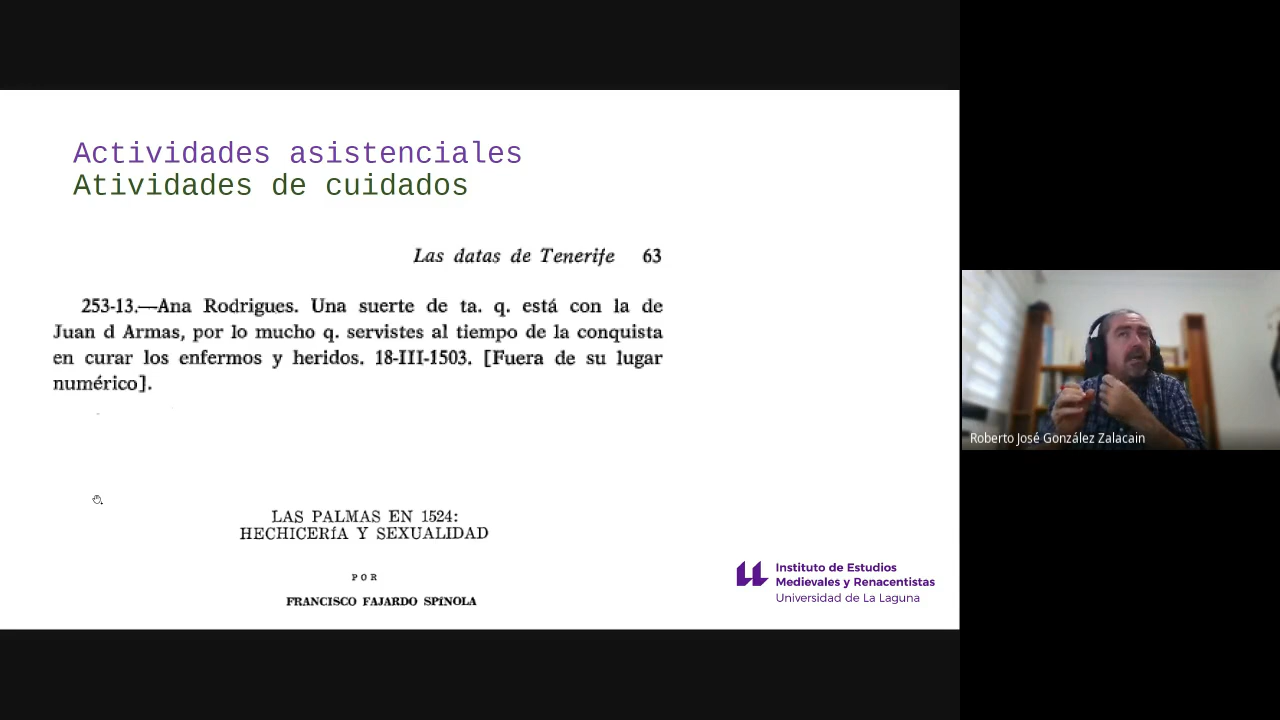 Actividades asistenciales
Atividades de cuidados
Las datas de Tenerife 63
253-13.—Ana Rodrigues. Una suerte de ta. q. está con la de
Juan d Armas, por lo mucho q. servistes al tiempo de la conquista
en curar los enfermos y heridos. 18-III-1503. [Fuera de su lugar
numérico].
LAS PALMAS EN 1524:
HECHICERÍA Y SEXUALIDAD
POR
FRANCISCO FAJARDO SPÍNOLA
Instituto de Estudios
Medievales y Renacentistas
Universidad de La Laguna
Roberto José González Zalacain